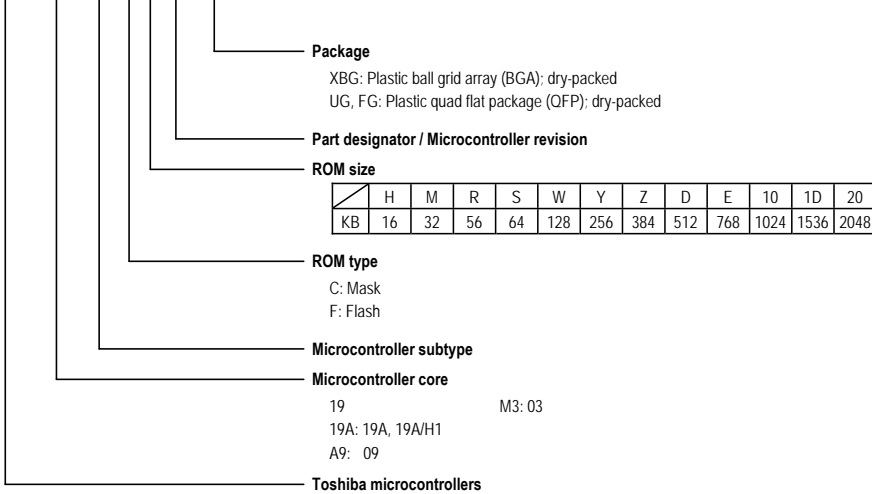 Package
XBG: Plastic ball grid array (BGA); dry-packed
UG, FG: Plastic quad flat package (QFP); dry-packed
Part designator / Microcontroller revision
ROM size
H M R S W Y Z D E 10 1D 20
KB 16 32 56 64 128 256 384 512 768 1024 1536 2048
ROM type
C: Mask
F: Flash
Microcontroller subtype
Microcontroller core
19 M3: 03
19A: 19A, 19A/H1
A9: 09
Toshiba microcontrollers